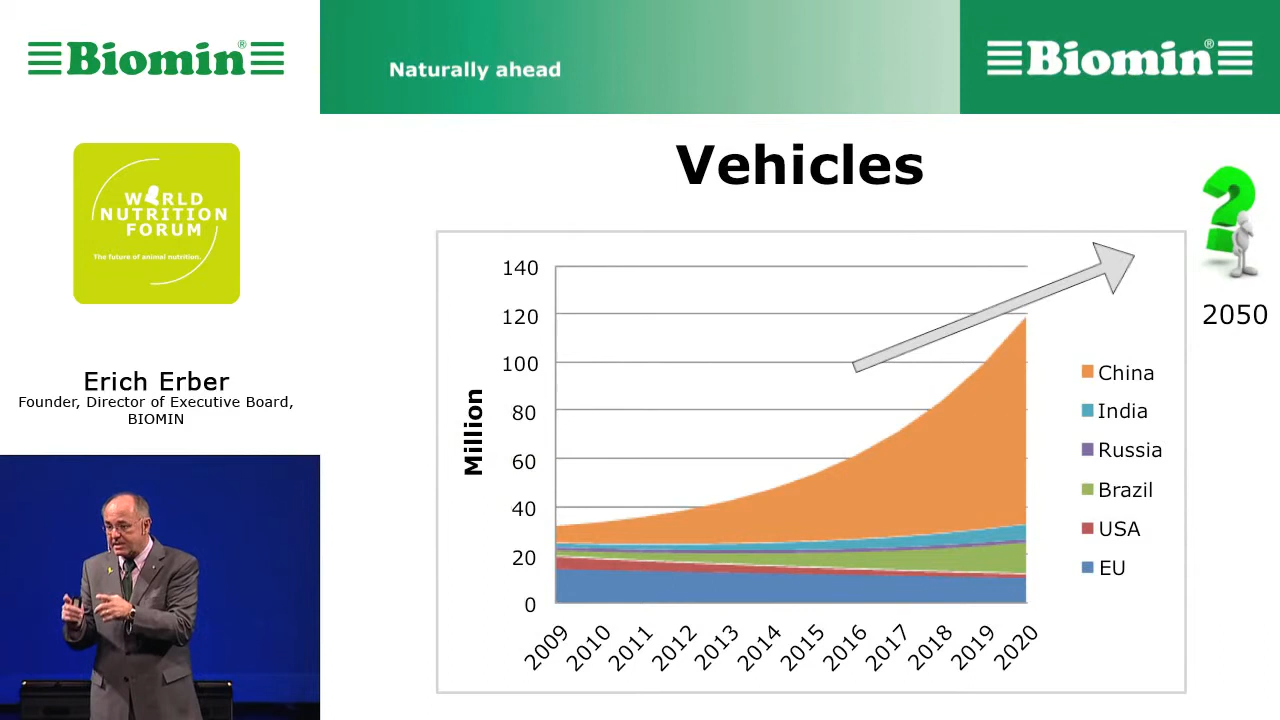 Biomin®
Naturally ahead
Biomin®
WORLD
NUTRITION
FORUM
The future of animal nutrition.
Erich Erber
Founder, Director of Executive Board,
BIOMIN
Vehicles
2050
Million
140
120
100
80
60
40
20
0
2009
2010
2011
2012
2013
2014
2015
2016
2017
2018
2019
2020
China
India
Russia
Brazil
USA
EU